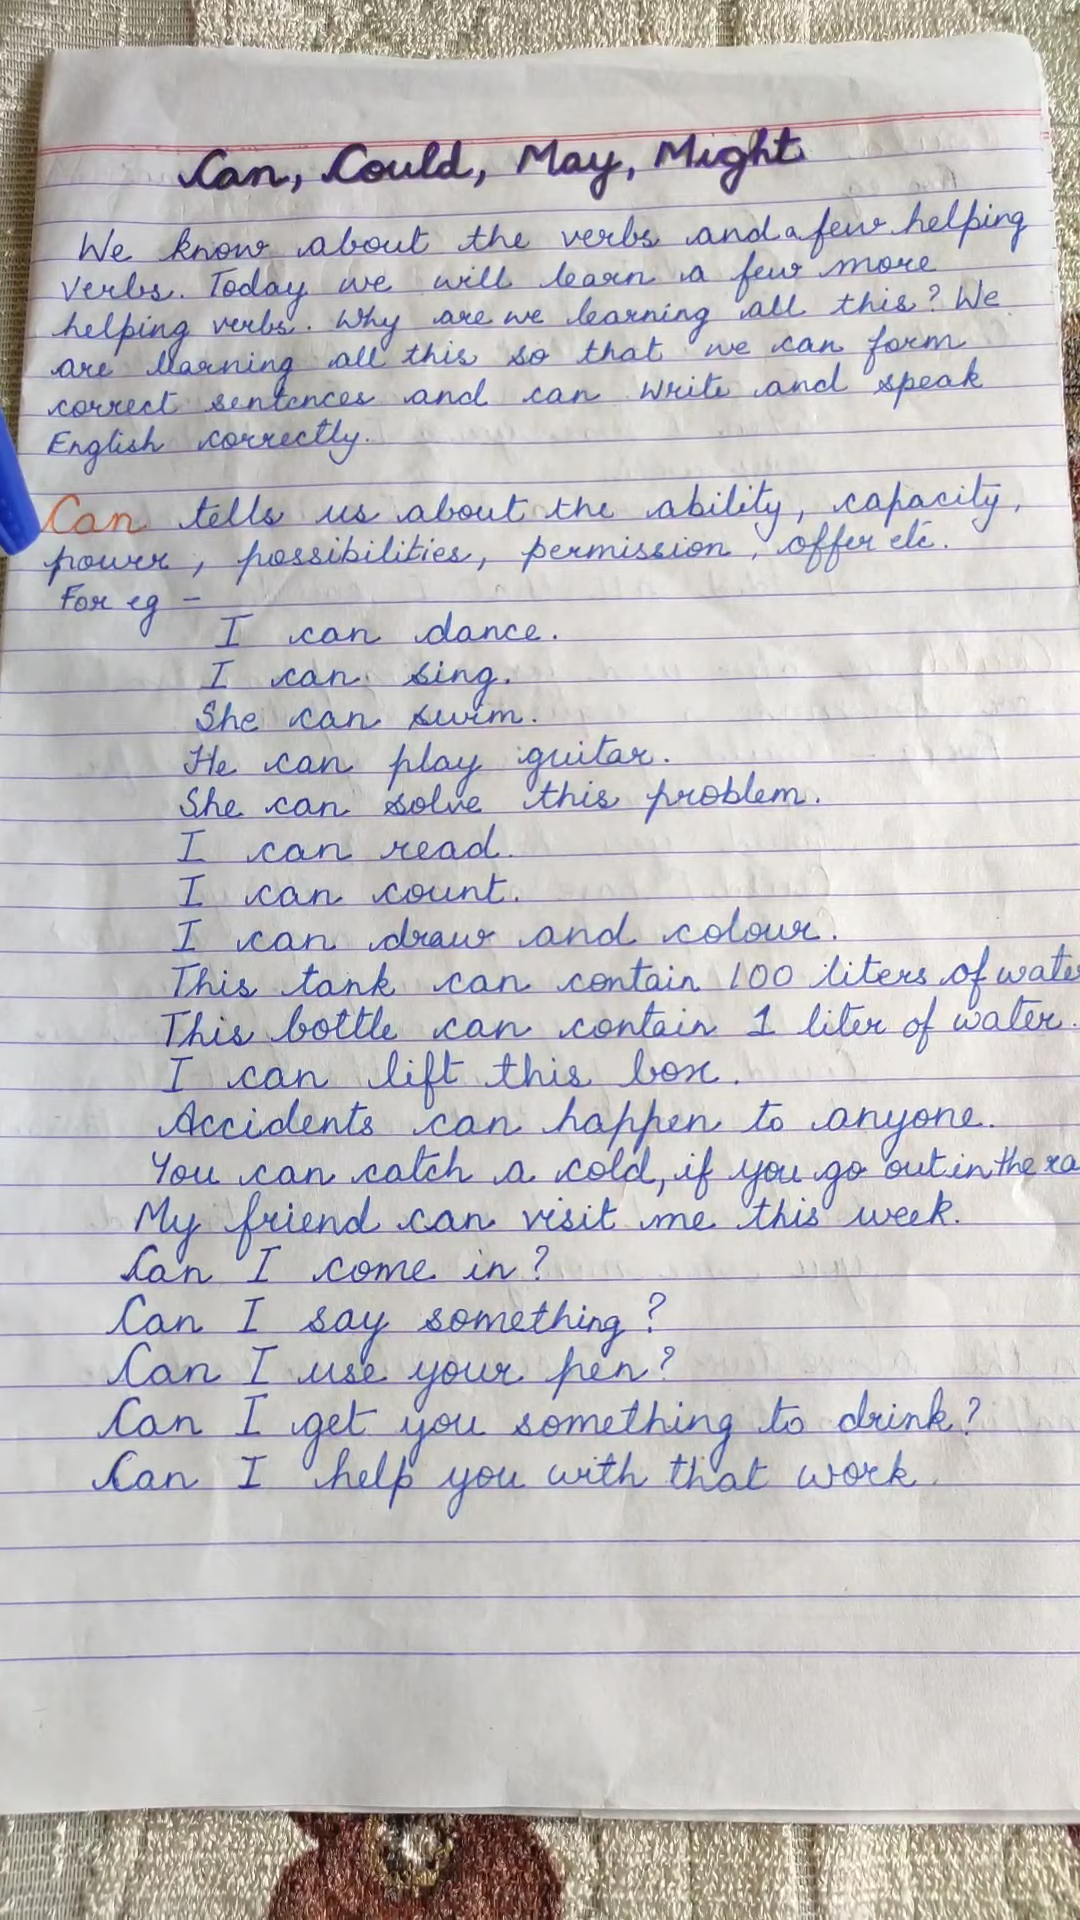 Can, Could, May, Might
We know about the verbs and a few helping
verbs. Today we will learn a few more
helping verbs. Why are we learning all this? We
are learning all this so that we can form
correct sentences and can write and speak
English correctly.
Can tells us about the ability, capacity,
power, possibilities, permission, offer etc.
For eg -
I can dance.
I can sing.
She can swim.
He can play guitar.
She can solve this problem.
I can read.
I can count.
I can draw and colour.
This tank can contain 100 liters of wate
This bottle can contain 1 liter of water.
I can lift this box.
Accidents can happen to anyone.
You can catch a cold, if you go out in the ra
My friend can visit me this week.
Can I come in?
Can I say something?
Can I use your pen?
Can I get you something to drink?
Can I help you with that work.